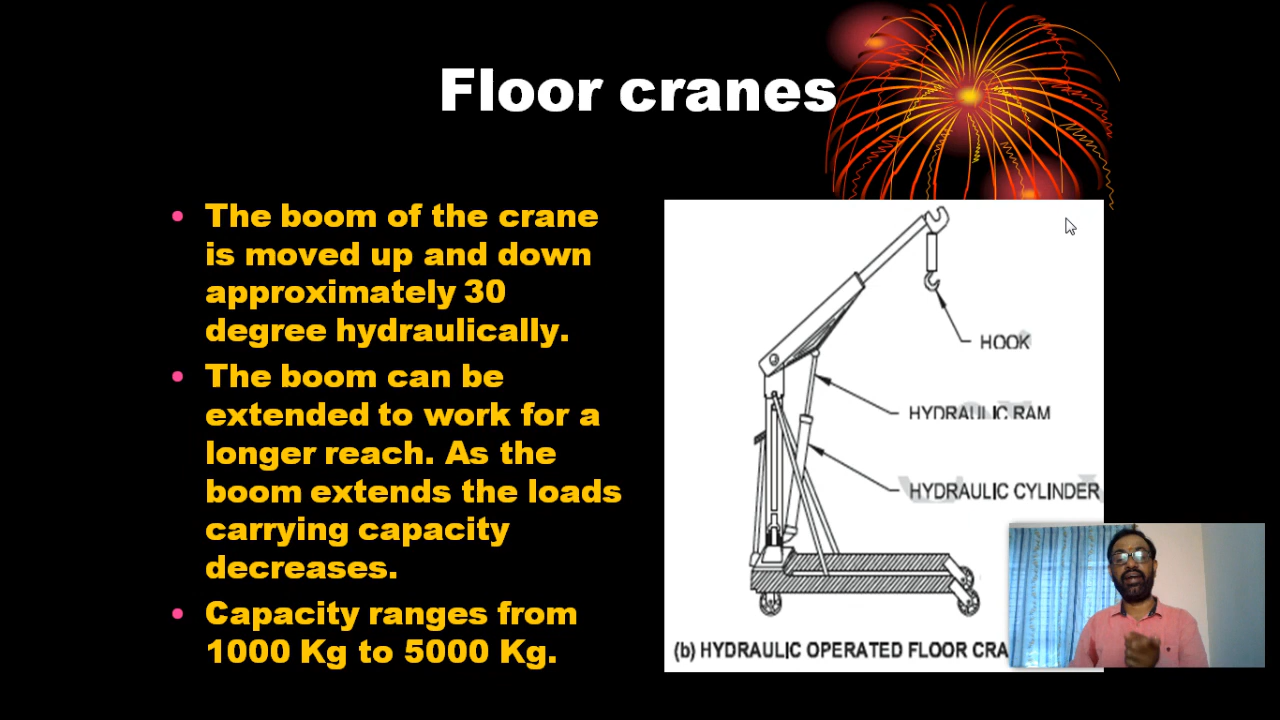 Floor cranes
• The boom of the crane
is moved up and down
approximately 30
degree hydraulically.
• The boom can be
extended to work for a
longer reach. As the
boom extends the loads
carrying capacity
decreases.
• Capacity ranges from
1000 Kg to 5000 Kg.
HOOK
HYDRAULIC RAM
HYDRAULIC CYLINDER
(b) HYDRAULIC OPERATED FLOOR